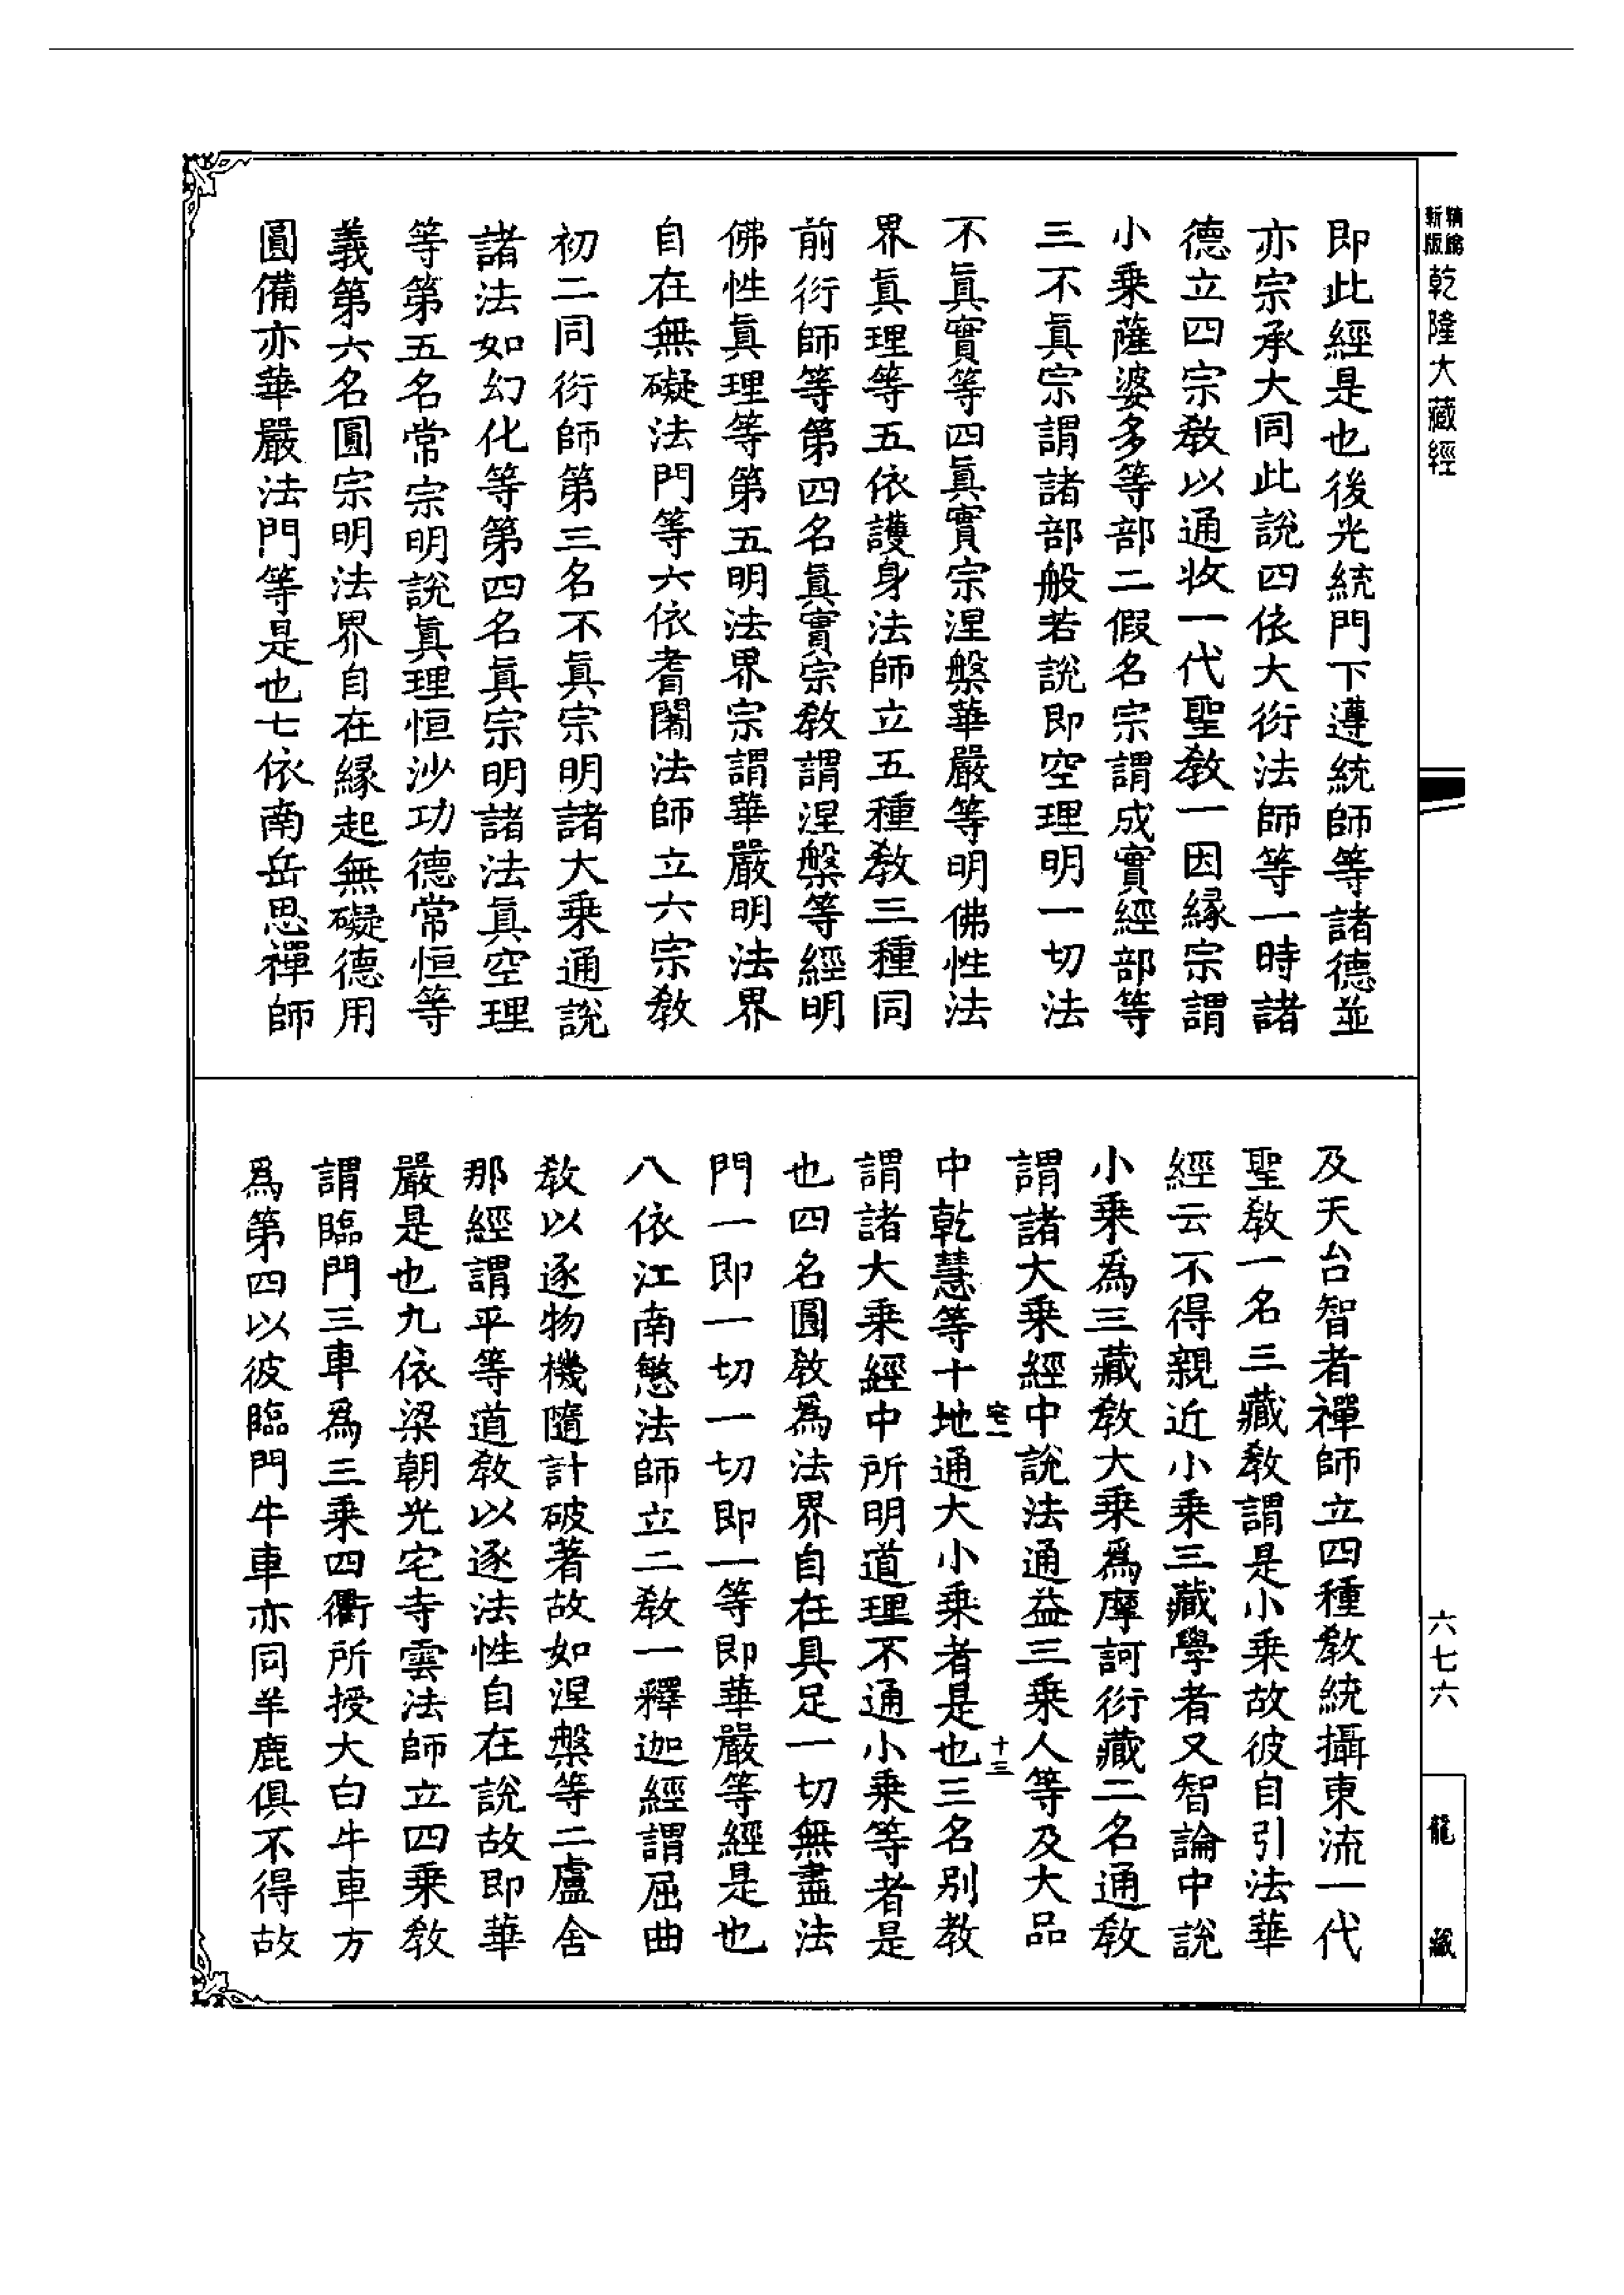 精繪
新版
乾隆大藏經
即此經是也後光統門下遵統師等諸德並
亦宗承大同此說四依大衍法師等一時諸
德立四宗敎以通收一代聖敎一因緣宗謂
小乘薩婆多等部二假名宗謂成實經部等
三不眞宗謂諸部般若說即空理明一切法
不眞實等四眞實宗涅槃華嚴等明佛性法
界眞理等五依護身法師立五種敎三種同
前衍師等第四名眞實宗敎謂涅槃等經明
佛性眞理等第五明法界宗謂華嚴明法界
自在無礙法門等六依耆闍法師立六宗敎
初二同衍師第三名不眞宗明諸大乘通說
諸法如幻化等第四名眞宗明諸法眞空理
等第五名常宗明說眞理恒沙功德常恒等
義第六名圓宗明法界自在緣起無礙德用
圓備亦華嚴法門等是也七依南岳思禪師
及天台智者禪師立四種敎統攝東流一代
聖敎一名三藏敎謂是小乘故彼自引法華
經云不得親近小乘三藏學者又智論中說
小乘爲三藏敎大乘爲摩訶衍藏二名通敎
謂諸大乘經中說法通益三乘人等及大品
宅一
十三
中乾慧等十地通大小乘者是也三名別敎
謂諸大乘經中所明道理不通小乘等者是
也四名圓敎爲法界自在具足一切無盡法
門一即一切一切即一等即華嚴等經是也
八依江南愍法師立二敎一釋迦經謂屈曲
敎以逐物機隨計破著故如涅槃等二盧舍
那經謂平等道敎以逐法性自在說故即華
嚴是也九依梁朝光宅寺雲法師立四乘敎
謂臨門三車爲三乘四衢所授大白牛車方
爲第四以彼臨門牛車亦同羊鹿俱不得故
六七六
龍藏